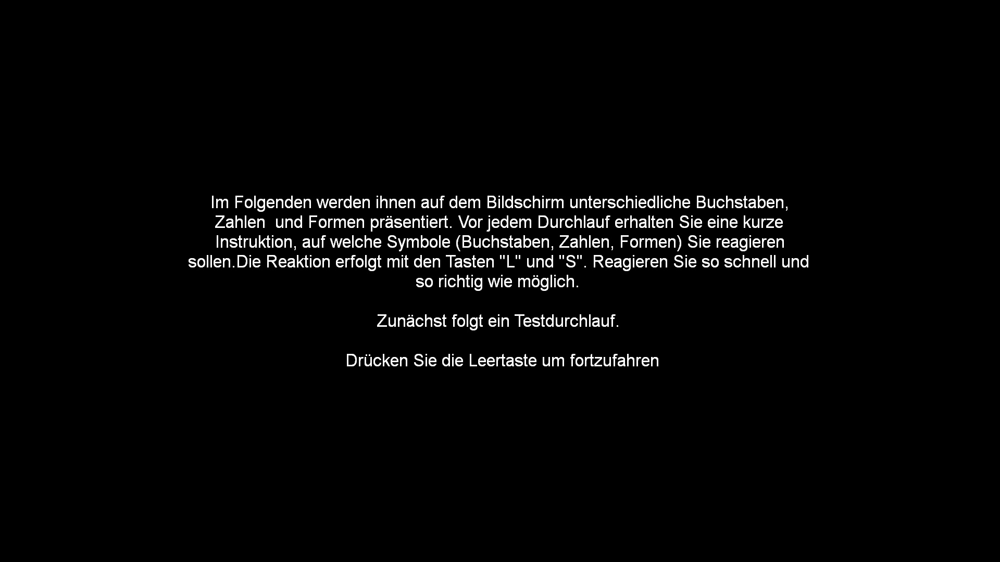 Im Folgenden werden ihnen auf dem Bildschirm unterschiedliche Buchstaben,
Zahlen  und Formen präsentiert. Vor jedem Durchlauf erhalten Sie eine kurze
Instruktion, auf welche Symbole (Buchstaben, Zahlen, Formen) Sie reagieren
sollen.Die Reaktion erfolgt mit den Tasten "L" und "S". Reagieren Sie so schnell und
so richtig wie möglich.
Zunächst folgt ein Testdurchlauf.
Drücken Sie die Leertaste um fortzufahren